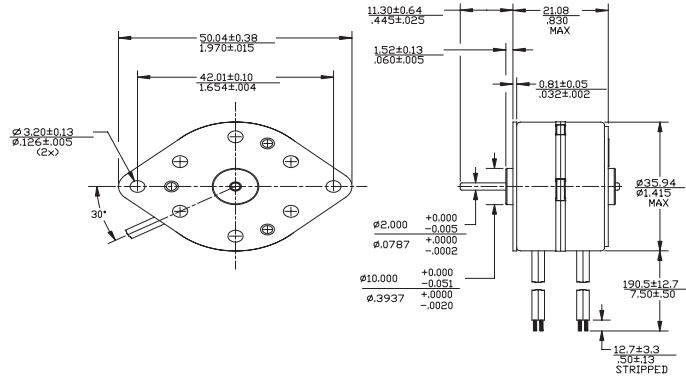 50.04±0.38
1.970±.015
42.01±0.10
1.654±.004
Ø3.20±0.13
Ø.126±.005
(2x)
30°
11.30±0.64
.445±.025
21.08
.830
MAX
1.52±0.13
.060±.005
0.81±0.05
.032±.002
Ø35.94
Ø1.415
MAX
Ø2.000 +0.000
-0.005
Ø.0787 +.0000
-.0002
Ø10.000 +0.000
-0.051
Ø.3937 +.0000
-.0020
190.5±12.7
7.50±.50
12.7±3.3
.50±.13
STRIPPED